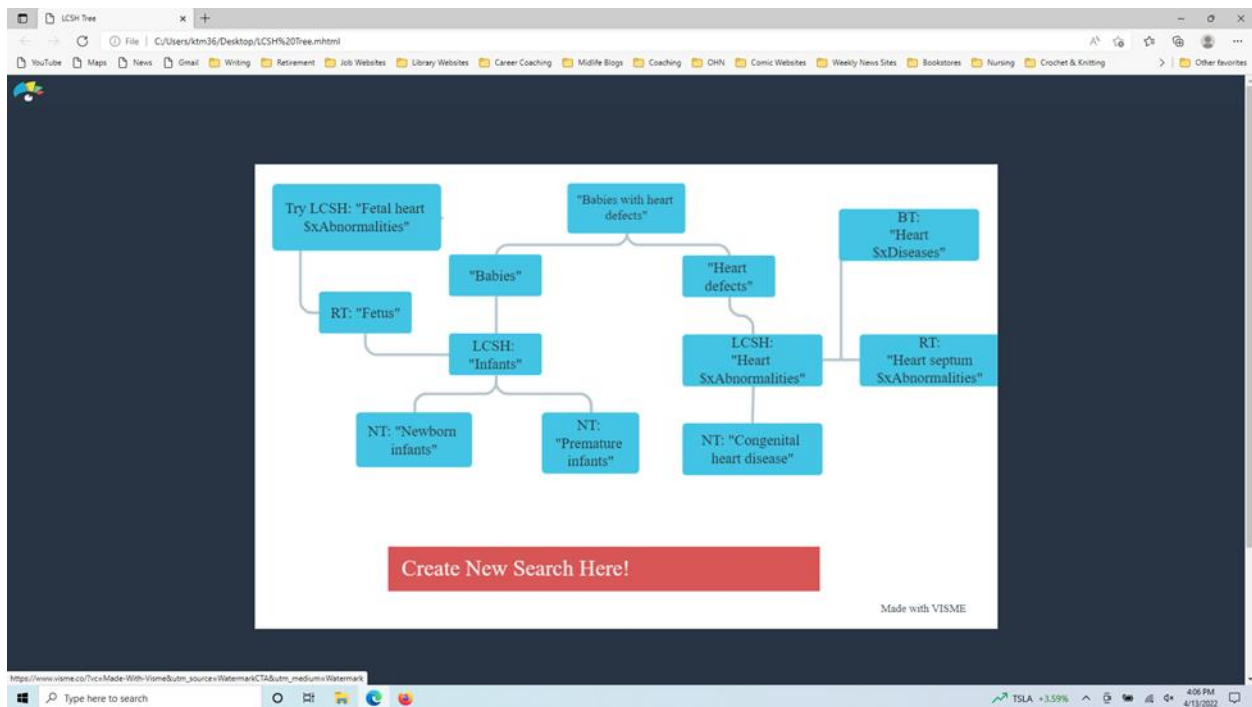 LCSH Tree
File | C:/Users/ktm36/Desktop/LCSH%20Tree.mhtml
YouTube Maps News Gmail Writing Retirement Job Websites Library Websites Career Coaching Midlife Blogs Coaching OHN Comic Websites Weekly News Sites Bookstores Nursing Crochet & Knitting Other favorites
Try LCSH: "Fetal heart
$xAbnormalities"
"Babies with heart
defects"
BT:
"Heart
$xDiseases"
"Babies"
"Heart
defects"
RT: "Fetus"
LCSH:
"Infants"
LCSH:
"Heart
$xAbnormalities"
RT:
"Heart septum
$xAbnormalities"
NT: "Newborn
infants"
NT:
"Premature
infants"
NT: "Congenital
heart disease"
Create New Search Here!
Made with VISME
https://www.visme.co/?vc=Made-With-Visme&utm_source=WatermarkCTA&utm_medium=Watermark
Type here to search
TSLA +3.59%
4:06 PM
4/13/2022